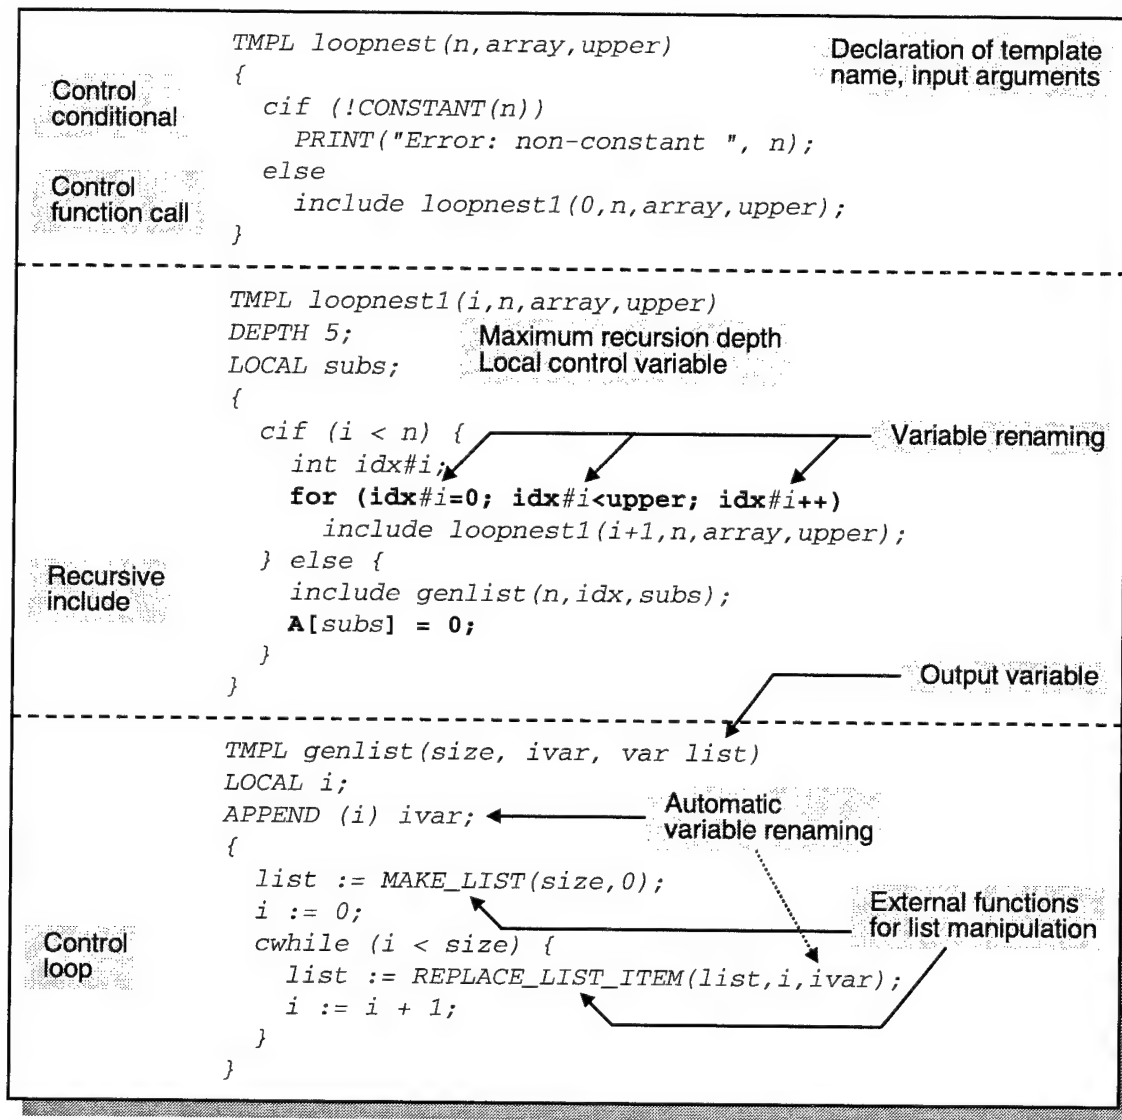 TMPL loopnest(n,array,upper)
Declaration of template
name, input arguments
{
Control
conditional
cif (!CONSTANT(n))
PRINT("Error: non-constant ", n);
else
Control
function call
include loopnest1(0,n,array,upper);
}
TMPL loopnest1(i,n,array,upper)
DEPTH 5;
Maximum recursion depth
LOCAL subs;
Local control variable
{
cif (i < n) {
Variable renaming
int idx#i;
for (idx#i=0; idx#i<upper; idx#i++)
include loopnest1(i+1,n,array,upper);
} else {
Recursive
include
include genlist(n,idx,subs);
A[subs] = 0;
}
}
Output variable
TMPL genlist(size, ivar, var list)
LOCAL i;
APPEND (i) ivar;
Automatic
variable renaming
{
list := MAKE_LIST(size,0);
i := 0;
External functions
for list manipulation
Control
loop
cwhile (i < size) {
list := REPLACE_LIST_ITEM(list,i,ivar);
i := i + 1;
}
}